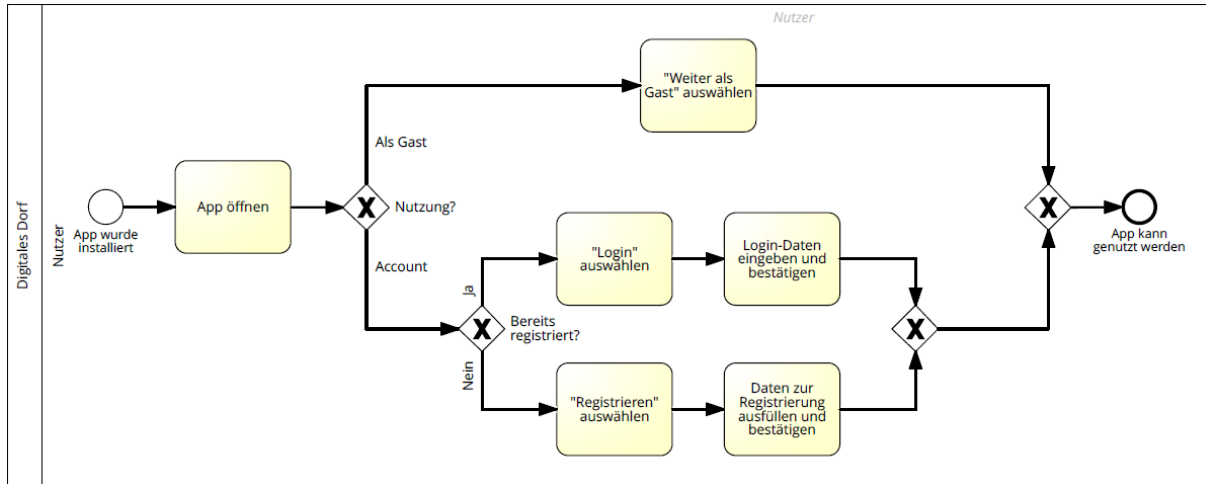 Nutzer
Digitales Dorf
Nutzer
App wurde
installiert
App öffnen
Nutzung?
Als Gast
"Weiter als
Gast" auswählen
Account
Bereits
registriert?
Ja
"Login"
auswählen
Login-Daten
eingeben und
bestätigen
Nein
"Registrieren"
auswählen
Daten zur
Registrierung
ausfüllen und
bestätigen
App kann
genutzt werden